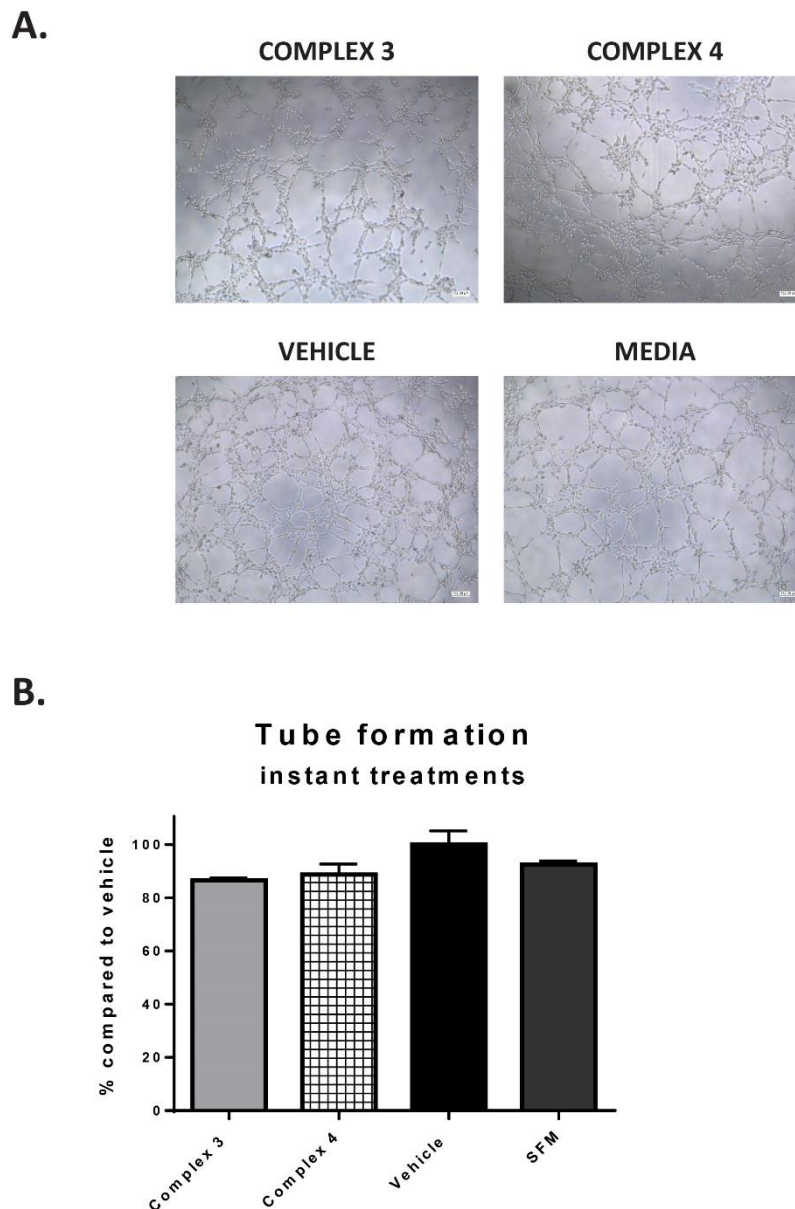 A.
COMPLEX 3
COMPLEX 4
VEHICLE
MEDIA
B.
Tube formation
instant treatments
% compared to vehicle
100
80
60
40
20
0
Complex 3
Complex 4
Vehicle
SFM